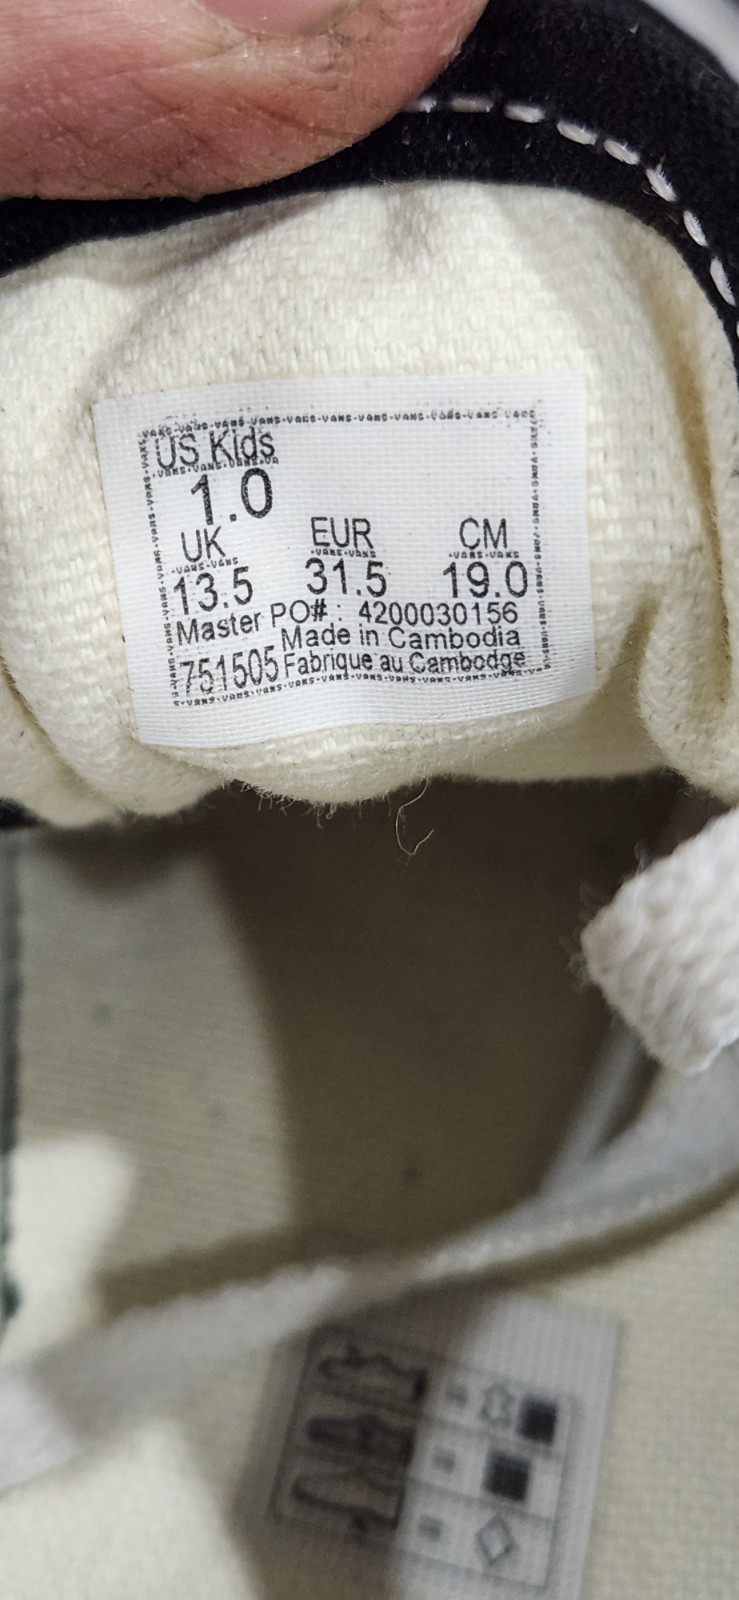 US Kids
1.0
UK EUR CM
13.5 31.5 19.0
Master PO# : 4200030156
Made in Cambodia
751505 Fabrique au Cambodge